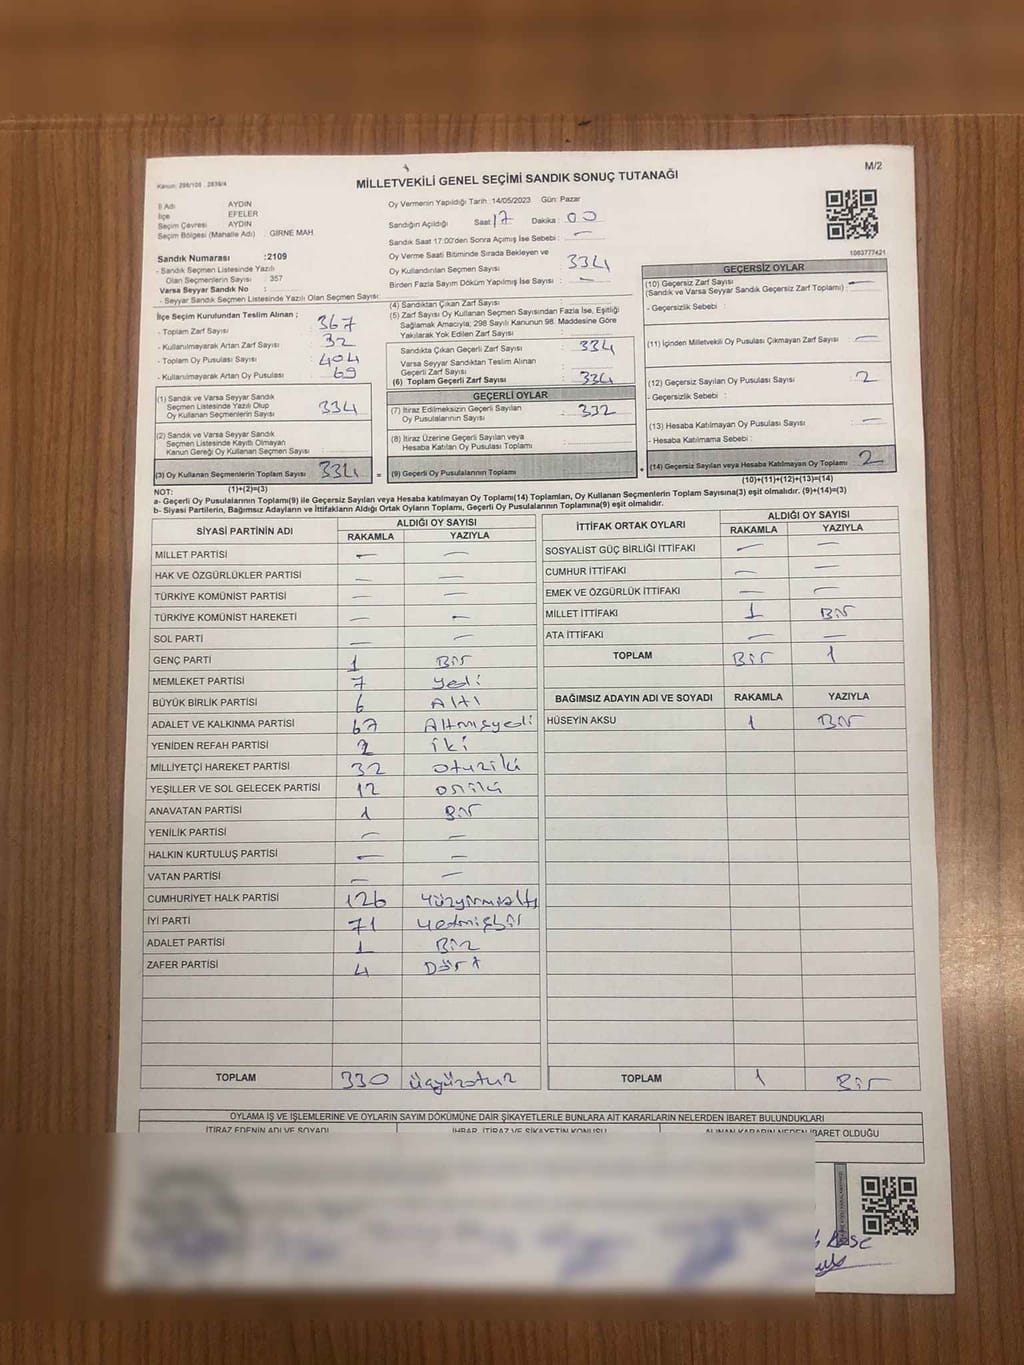 M/2
Kanun: 298/105 , 2839/4
MİLLETVEKİLİ GENEL SEÇİMİ SANDIK SONUÇ TUTANAĞI
İl Adı : AYDIN
İlçe : EFELER
Seçim Çevresi : AYDIN
Seçim Bölgesi (Mahalle Adı) : GİRNE MAH
Sandık Numarası :2109
- Sandık Seçmen Listesinde Yazılı
Olan Seçmenlerin Sayısı : 357
Varsa Seyyar Sandık No :
- Seyyar Sandık Seçmen Listesinde Yazılı Olan Seçmen Sayısı:
İlçe Seçim Kurulundan Teslim Alınan ;
- Toplam Zarf Sayısı : 367
- Kullanılmayarak Artan Zarf Sayısı : 32
- Toplam Oy Pusulası Sayısı : 404
- Kullanılmayarak Artan Oy Pusulası : 69
(1) Sandık ve Varsa Seyyar Sandık
Seçmen Listesinde Yazılı Olup
Oy Kullanan Seçmenlerin Sayısı : 334
(2) Sandık ve Varsa Seyyar Sandık
Seçmen Listesinde Kaydı Olmayan
Kanun Gereği Oy Kullanan Seçmen Sayısı :
(3) Oy Kullanan Seçmenlerin Toplam Sayısı : 334 =
(1)+(2)=(3)
Oy Vermenin Yapıldığı Tarih : 14/05/2023 Gün: Pazar
Sandığın Açıldığı Saat : 17 Dakika : 00
Sandık Saat 17:00'den Sonra Açımış İse Sebebi : —
Oy Verme Saati Bitiminde Sırada Bekleyen ve
Oy Kullandırılan Seçmen Sayısı : 334
Birden Fazla Sayım Döküm Yapılmış İse Sayısı : —
(4) Sandıktan Çıkan Zarf Sayısı :
(5) Zarf Sayısı Oy Kullanan Seçmen Sayısından Fazla İse, Eşitliği
Sağlamak Amacıyla; 298 Sayılı Kanunun 98. Maddesine Göre
Yakılarak Yok Edilen Zarf Sayısı :
Sandıkta Çıkan Geçerli Zarf Sayısı : 334
Varsa Seyyar Sandıktan Teslim Alınan
Geçerli Zarf Sayısı :
(6) Toplam Geçerli Zarf Sayısı : 334
GEÇERLİ OYLAR
(7) İtiraz Edilmeksizin Geçerli Sayılan
Oy Pusulalarının Sayısı : 332
(8) İtiraz Üzerine Geçerli Sayılan veya
Hesaba Katılan Oy Pusulası Toplamı :
(9) Geçerli Oy Pusulalarının Toplamı
1063777421
GEÇERSİZ OYLAR
(10) Geçersiz Zarf Sayısı
(Sandık ve Varsa Seyyar Sandık Geçersiz Zarf Toplamı) : —
- Geçersizlik Sebebi :
(11) İçinden Milletvekili Oy Pusulası Çıkmayan Zarf Sayısı : —
(12) Geçersiz Sayılan Oy Pusulası Sayısı : 2
- Geçersizlik Sebebi :
(13) Hesaba Katılmayan Oy Pusulası Sayısı : —
- Hesaba Katılmama Sebebi :
+ (14) Geçersiz Sayılan veya Hesaba Katılmayan Oy Toplamı : 2
(10)+(11)+(12)+(13)=(14)
NOT:
a- Geçerli Oy Pusulalarının Toplamı(9) ile Geçersiz Sayılan veya Hesaba katılmayan Oy Toplamı(14) Toplamları, Oy Kullanan Seçmenlerin Toplam Sayısına(3) eşit olmalıdır. (9)+(14)=(3)
b- Siyasi Partilerin, Bağımsız Adayların ve İttifakların Aldığı Ortak Oyların Toplamı, Geçerli Oy Pusulalarının Toplamına(9) eşit olmalıdır.
SİYASİ PARTİNİN ADI ALDIĞI OY SAYISI
RAKAMLA YAZIYLA
MİLLET PARTİSİ — —
HAK VE ÖZGÜRLÜKLER PARTİSİ — —
TÜRKİYE KOMÜNİST PARTİSİ — —
TÜRKİYE KOMÜNİST HAREKETİ — —
SOL PARTİ — —
GENÇ PARTİ 1 Bir
MEMLEKET PARTİSİ 7 yedi
BÜYÜK BİRLİK PARTİSİ 6 Altı
ADALET VE KALKINMA PARTİSİ 67 Altmışyedi
YENİDEN REFAH PARTİSİ 2 iki
MİLLİYETÇİ HAREKET PARTİSİ 32 otuziki
YEŞİLLER VE SOL GELECEK PARTİSİ 12 oniki
ANAVATAN PARTİSİ 1 Bir
YENİLİK PARTİSİ — —
HALKIN KURTULUŞ PARTİSİ — —
VATAN PARTİSİ — —
CUMHURİYET HALK PARTİSİ 126 Yüzyirmialtı
İYİ PARTİ 71 Yetmişbir
ADALET PARTİSİ 1 Bir
ZAFER PARTİSİ 4 Dört
TOPLAM 330 üçyüzotuz
İTTİFAK ORTAK OYLARI ALDIĞI OY SAYISI
RAKAMLA YAZIYLA
SOSYALİST GÜÇ BİRLİĞİ İTTİFAKI — —
CUMHUR İTTİFAKI — —
EMEK VE ÖZGÜRLÜK İTTİFAKI — —
MİLLET İTTİFAKI 1 Bir
ATA İTTİFAKI — —
TOPLAM Bir 1
BAĞIMSIZ ADAYIN ADI VE SOYADI RAKAMLA YAZIYLA
HÜSEYİN AKSU 1 Bir
TOPLAM 1 Bir
OYLAMA İŞ VE İŞLEMLERİNE VE OYLARIN SAYIM DÖKÜMÜNE DAİR ŞİKAYETLERLE BUNLARA AİT KARARLARIN NELERDEN İBARET BULUNDUKLARI
İTİRAZ EDENİN ADI VE SOYADI İHBAR, İTİRAZ VE ŞİKAYETİN KONUSU ALINAN KARARIN NEDEN İBARET OLDUĞU